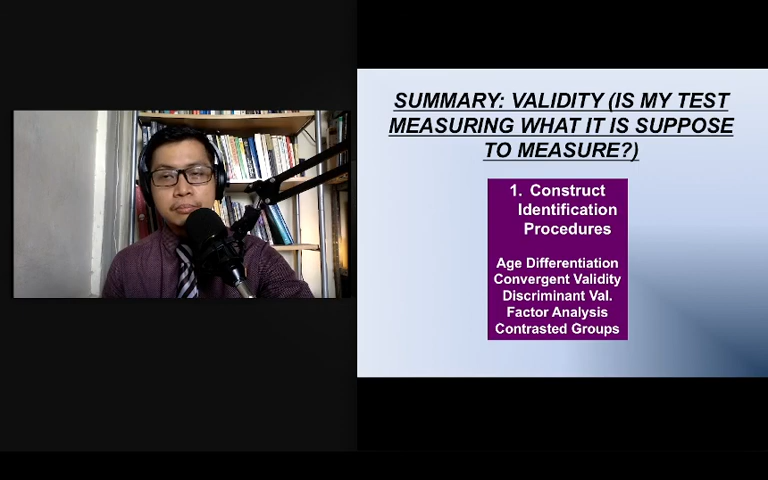 SUMMARY: VALIDITY (IS MY TEST
MEASURING WHAT IT IS SUPPOSE
TO MEASURE?)
1. Construct
Identification
Procedures
Age Differentiation
Convergent Validity
Discriminant Val.
Factor Analysis
Contrasted Groups